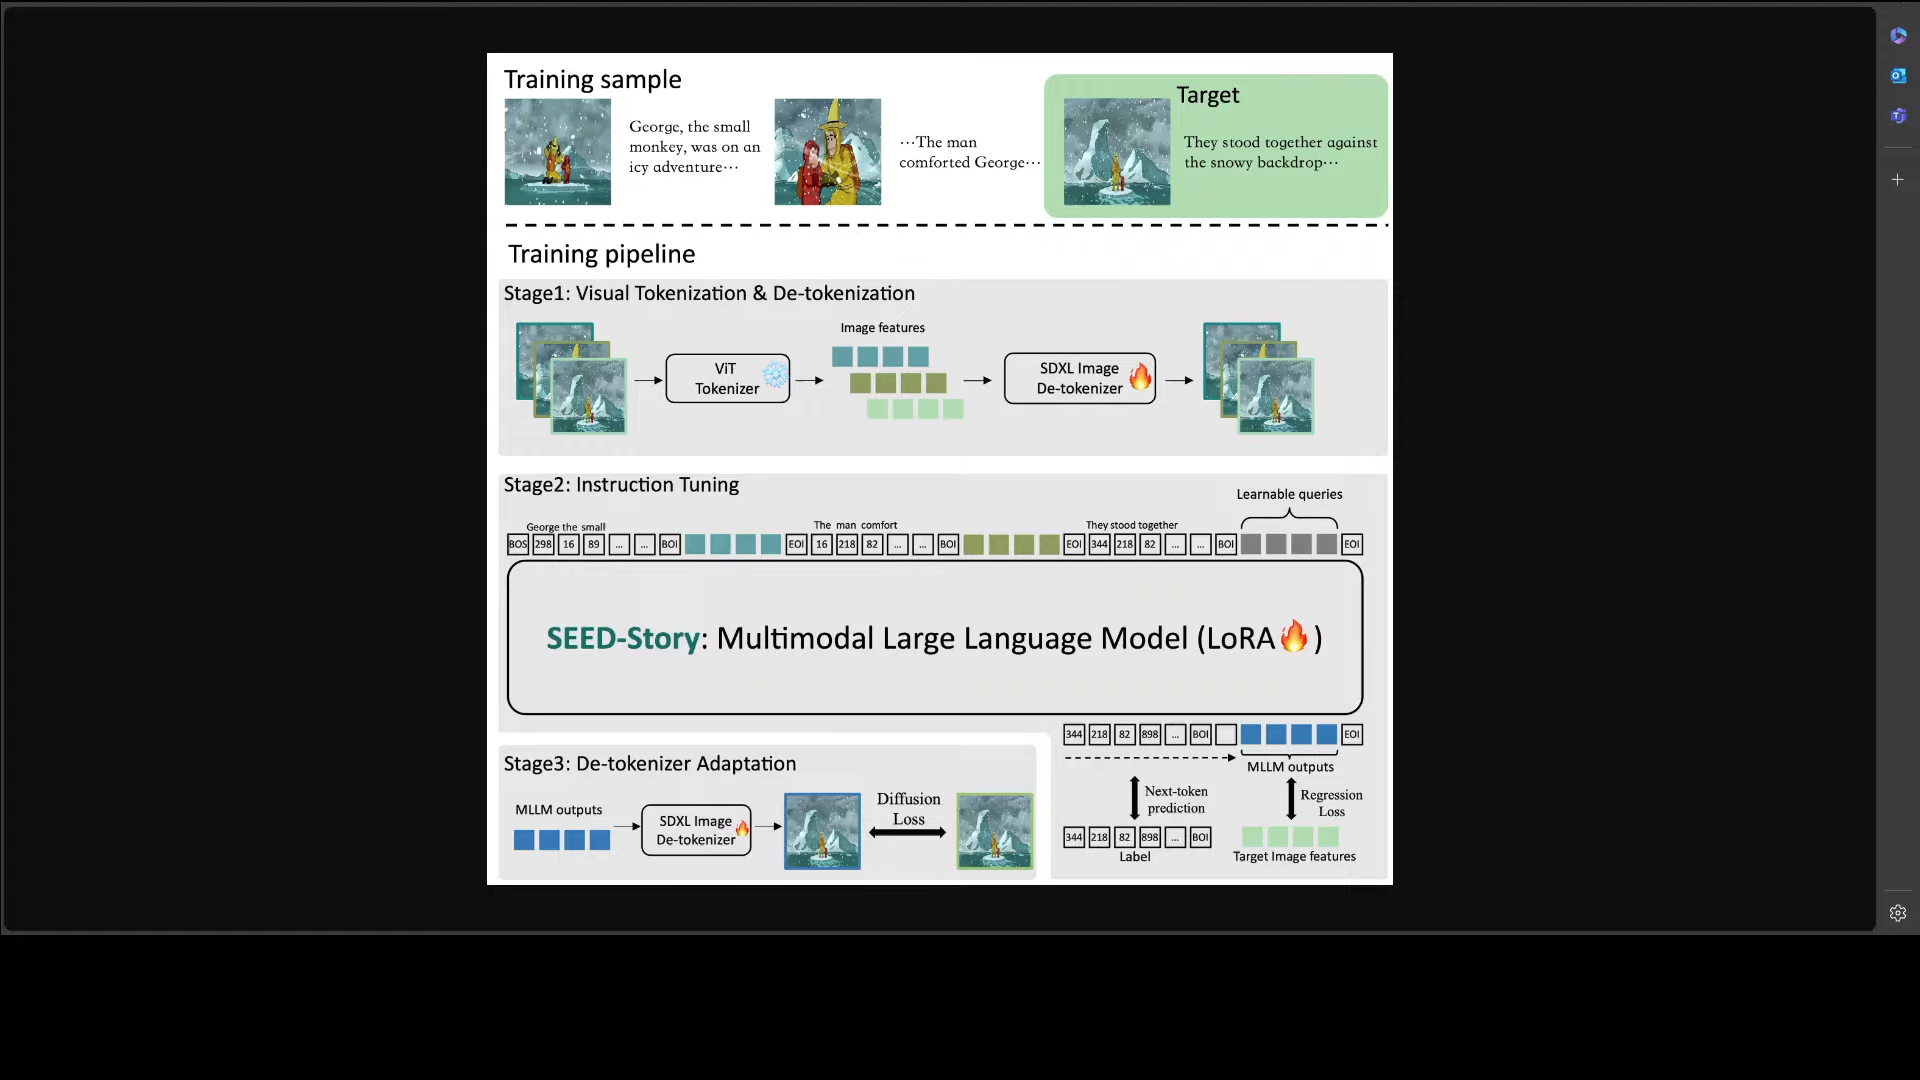 Training sample
George, the small
monkey, was on an
icy adventure⋯
⋯The man
comforted George⋯
Target
They stood together against
the snowy backdrop⋯
Training pipeline
Stage1: Visual Tokenization & De-tokenization
ViT
Tokenizer
Image features
SDXL Image
De-tokenizer
Stage2: Instruction Tuning
Learnable queries
George the small
The man comfort
They stood together
BOS 298 16 89 ... ... BOI EOI 16 218 82 ... ... BOI EOI 344 218 82 ... ... BOI EOI
SEED-Story: Multimodal Large Language Model (LoRA🔥)
344 218 82 898 ... BOI EOI
MLLM outputs
Next-token
prediction
Regression
Loss
344 218 82 898 ... BOI
Label
Target Image features
Stage3: De-tokenizer Adaptation
MLLM outputs
SDXL Image
De-tokenizer
Diffusion
Loss